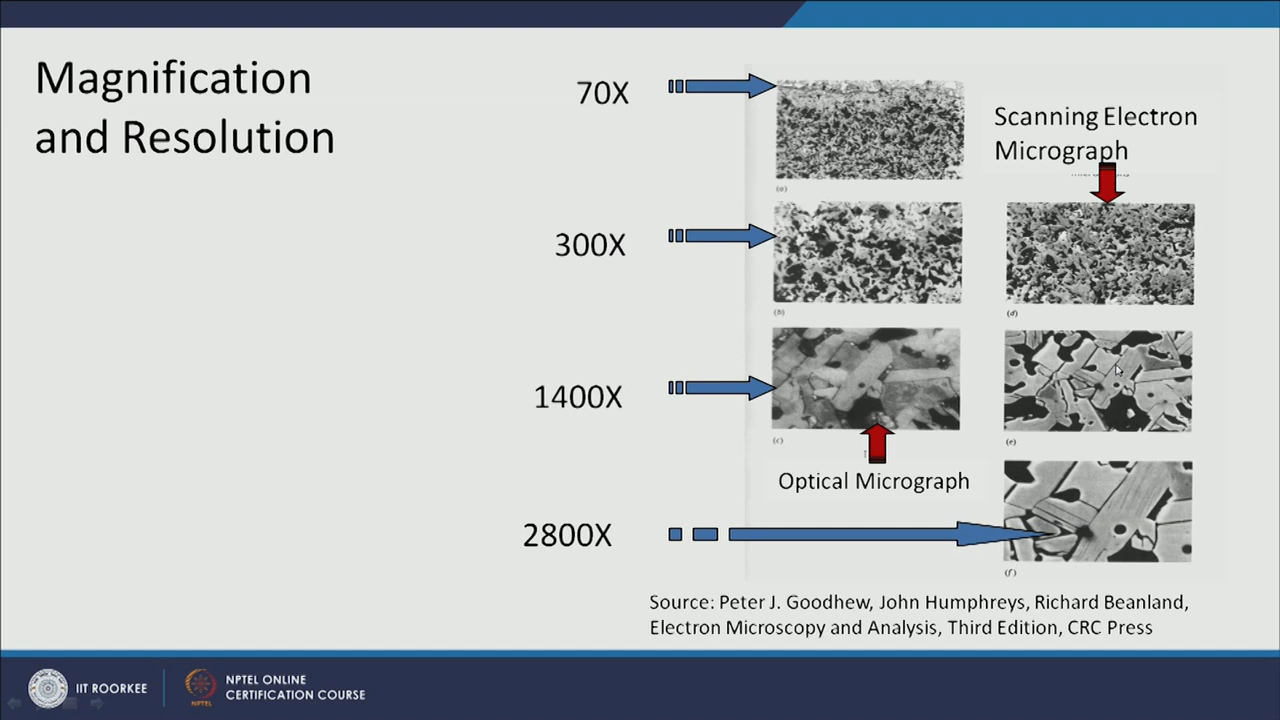 Magnification
and Resolution
70X
Scanning Electron
Micrograph
(a)
300X
(b)
(d)
1400X
(c)
(e)
Optical Micrograph
2800X
(f)
Source: Peter J. Goodhew, John Humphreys, Richard Beanland,
Electron Microscopy and Analysis, Third Edition, CRC Press
IIT ROORKEE
NPTEL
NPTEL ONLINE
CERTIFICATION COURSE